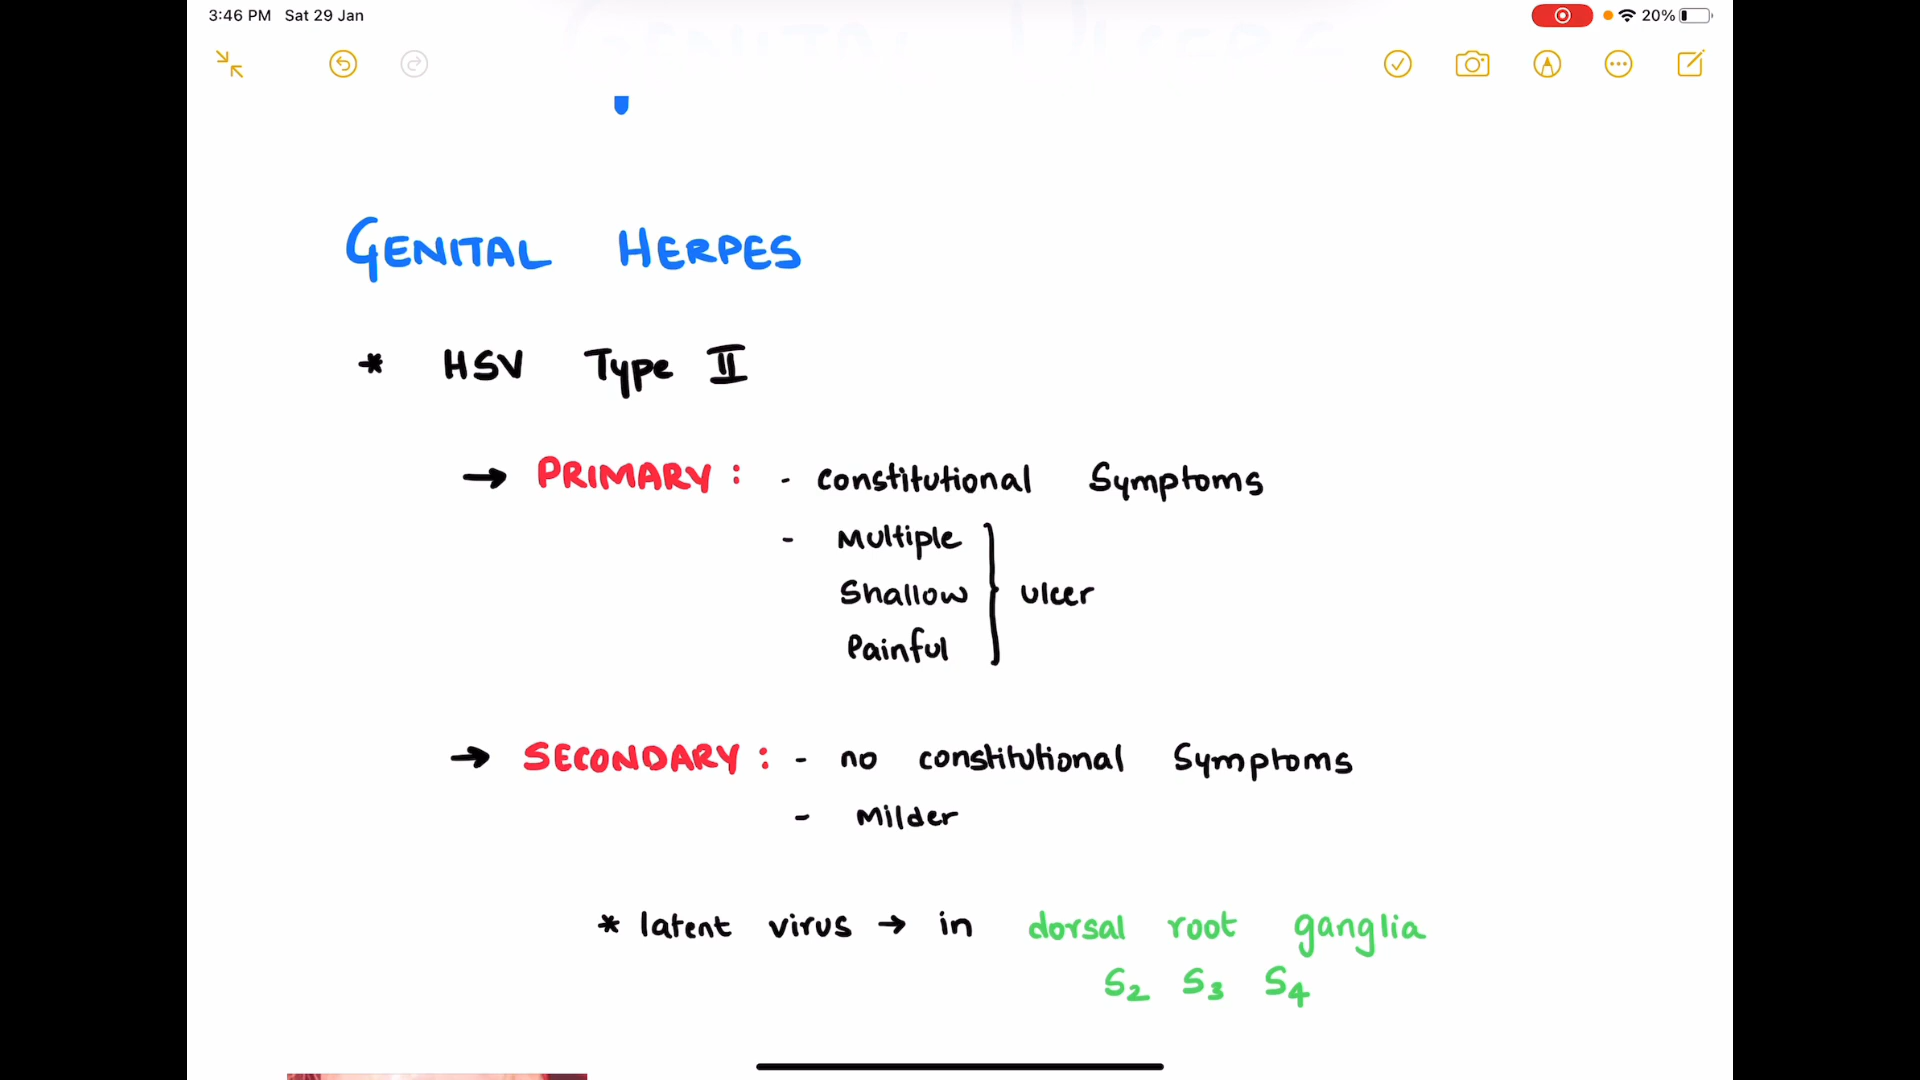 3:46 PM Sat 29 Jan
20%
GENITAL HERPES
* HSV Type II
→ PRIMARY : - constitutional Symptoms
- Multiple
Shallow
Painful
} ulcer
→ SECONDARY : - no constitutional Symptoms
- Milder
* latent virus → in dorsal root ganglia
S2 S3 S4